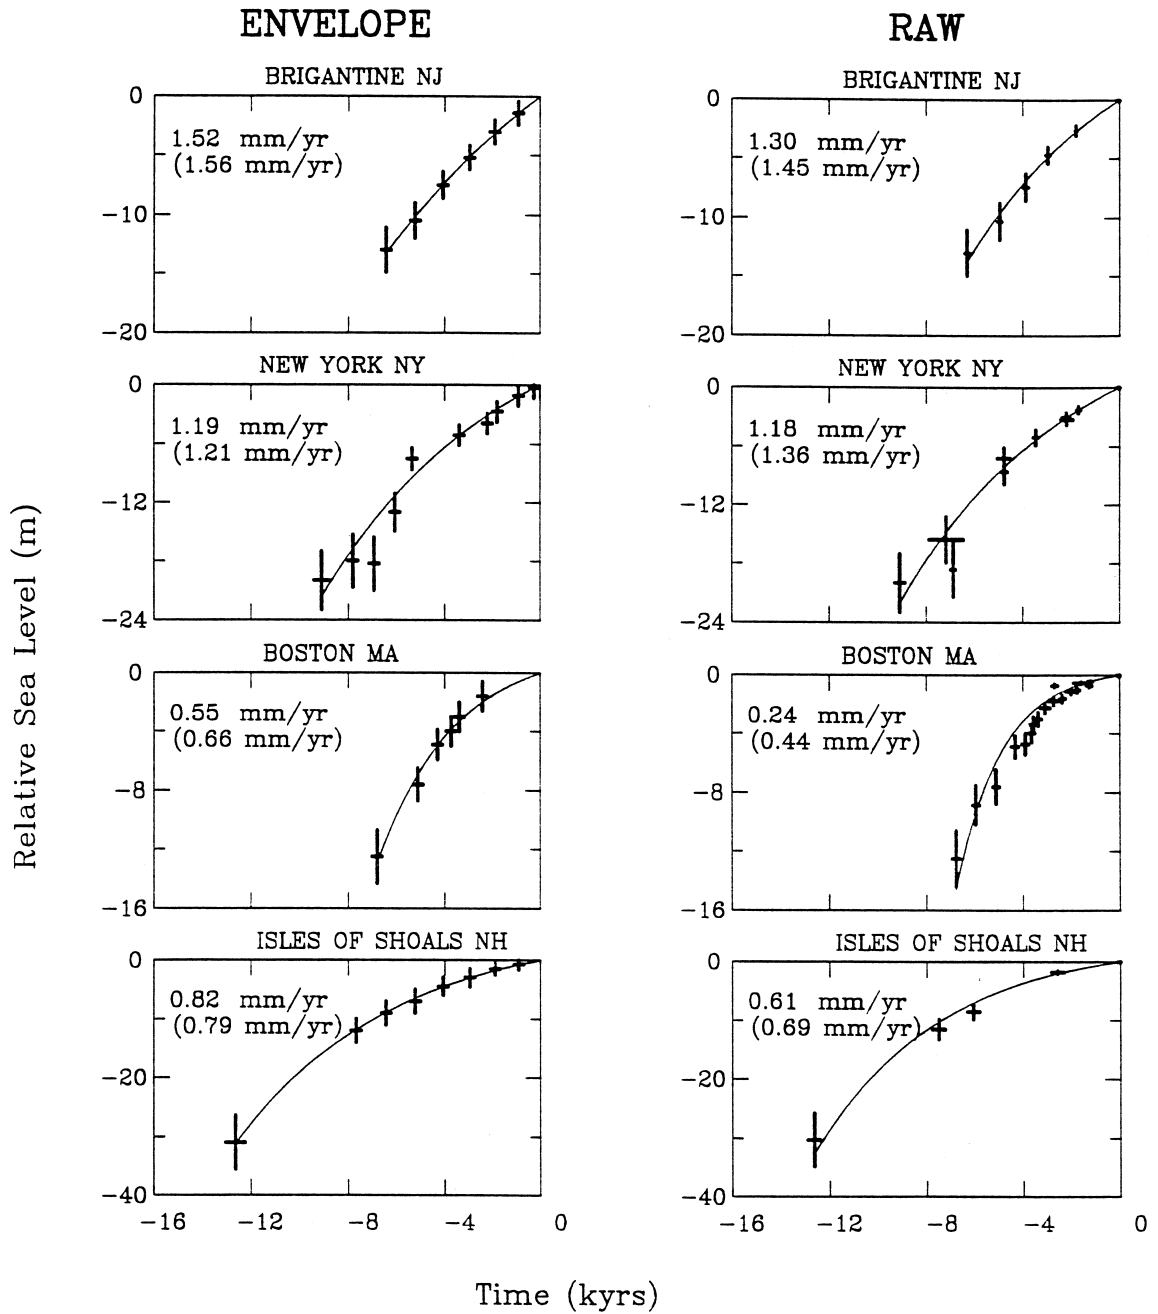 ENVELOPE
RAW
BRIGANTINE NJ
0
-10
-20
1.52 mm/yr
(1.56 mm/yr)
BRIGANTINE NJ
0
-10
-20
1.30 mm/yr
(1.45 mm/yr)
NEW YORK NY
0
-12
-24
1.19 mm/yr
(1.21 mm/yr)
NEW YORK NY
0
-12
-24
1.18 mm/yr
(1.36 mm/yr)
BOSTON MA
0
-8
-16
0.55 mm/yr
(0.66 mm/yr)
BOSTON MA
0
-8
-16
0.24 mm/yr
(0.44 mm/yr)
ISLES OF SHOALS NH
0
-20
-40
0.82 mm/yr
(0.79 mm/yr)
-16 -12 -8 -4 0
ISLES OF SHOALS NH
0
-20
-40
0.61 mm/yr
(0.69 mm/yr)
-16 -12 -8 -4 0
Relative Sea Level (m)
Time (kyrs)